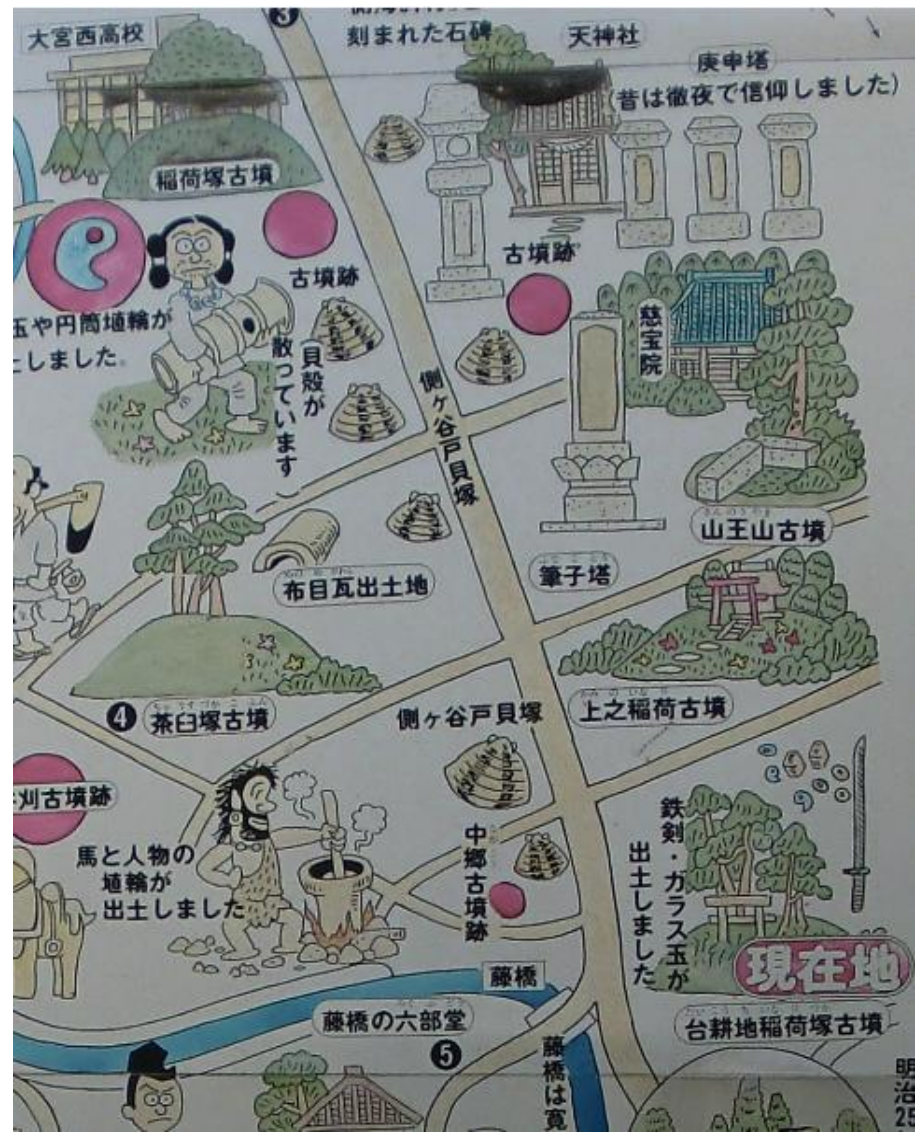 ❸
刻まれた石碑
大宮西高校
天神社
庚申塔
(昔は徹夜で信仰しました)
稲荷塚古墳
古墳跡
玉や円筒埴輪が
しました。
(貝殻が
散っています)
古墳跡
慈宝院
側ヶ谷戸貝塚
山王山古墳
布目瓦出土地
筆子塔
❹
茶臼塚古墳
上之稲荷古墳
側ヶ谷戸貝塚
刈古墳跡
馬と人物の
埴輪が
出土しました
中郷古墳跡
鉄剣・ガラス玉が
出土しました
現在地
台耕地稲荷塚古墳
藤橋
藤橋の六部堂
❺
藤橋は寛
明治25